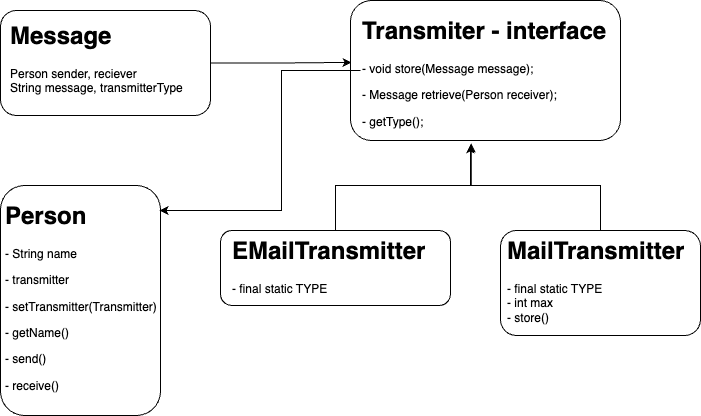 Message
Person sender, reciever
String message, transmitterType
Transmiter - interface
- void store(Message message);
- Message retrieve(Person receiver);
- getType();
Person
- String name
- transmitter
- setTransmitter(Transmitter)
- getName()
- send()
- receive()
EMailTransmitter
- final static TYPE
MailTransmitter
- final static TYPE
- int max
- store()